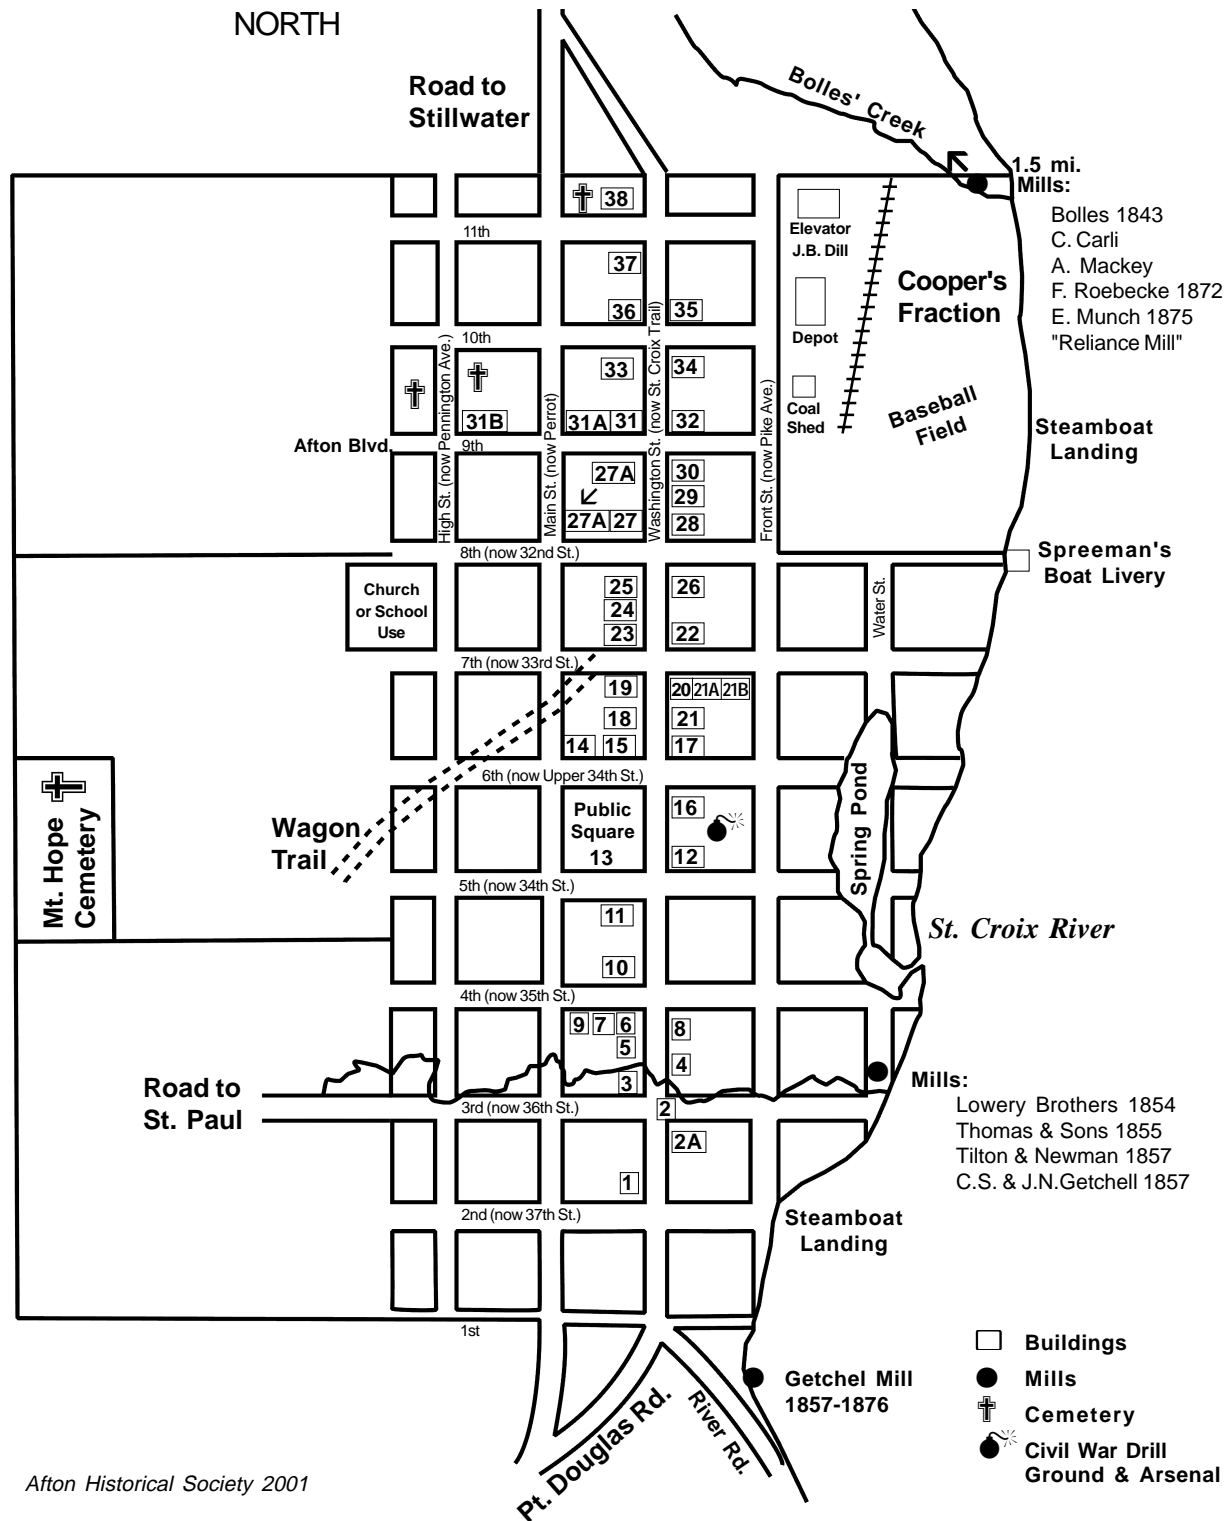 NORTH
Road to
Stillwater
Bolles' Creek
1.5 mi.
Mills:
Bolles 1843
C. Carli
A. Mackey
F. Roebecke 1872
E. Munch 1875
"Reliance Mill"
38
Elevator
J.B. Dill
11th
37
36
35
Cooper's
Fraction
Depot
10th
33
34
31B
31A
31
32
Coal
Shed
Baseball
Field
Steamboat
Landing
Afton Blvd.
9th
High St. (now Pennington Ave.)
Main St. (now Perrot)
Washington St. (now St. Croix Trail)
Front St. (now Pike Ave.)
27A
27A
27
30
29
28
8th (now 32nd St.)
Spreeman's
Boat Livery
Church
or School
Use
25
24
23
26
22
Water St.
7th (now 33rd St.)
19
18
14
15
20
21A
21B
21
17
6th (now Upper 34th St.)
Mt. Hope
Cemetery
Wagon
Trail
Public
Square
13
16
12
Spring Pond
5th (now 34th St.)
11
10
St. Croix River
4th (now 35th St.)
9
7
6
5
3
8
4
Road to
St. Paul
3rd (now 36th St.)
2
2A
1
Mills:
Lowery Brothers 1854
Thomas & Sons 1855
Tilton & Newman 1857
C.S. & J.N.Getchell 1857
2nd (now 37th St.)
Steamboat
Landing
1st
Getchel Mill
1857-1876
Pt. Douglas Rd.
River Rd.
Buildings
Mills
Cemetery
Civil War Drill
Ground & Arsenal
Afton Historical Society 2001